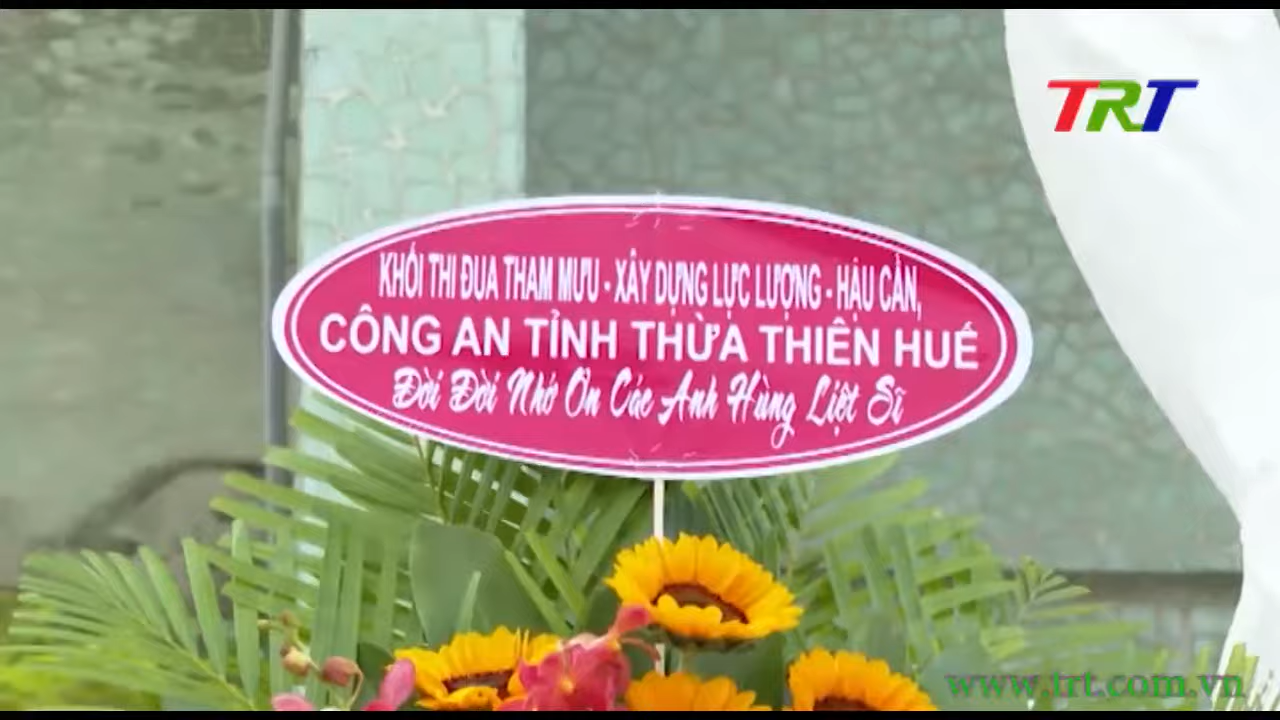 TRT
KHỐI THI ĐUA THAM MƯU - XÂY DỰNG LỰC LƯỢNG - HẬU CẦN,
CÔNG AN TỈNH THỪA THIÊN HUẾ
Đời Đời Nhớ Ơn Các Anh Hùng Liệt Sĩ
www.trt.com.vn